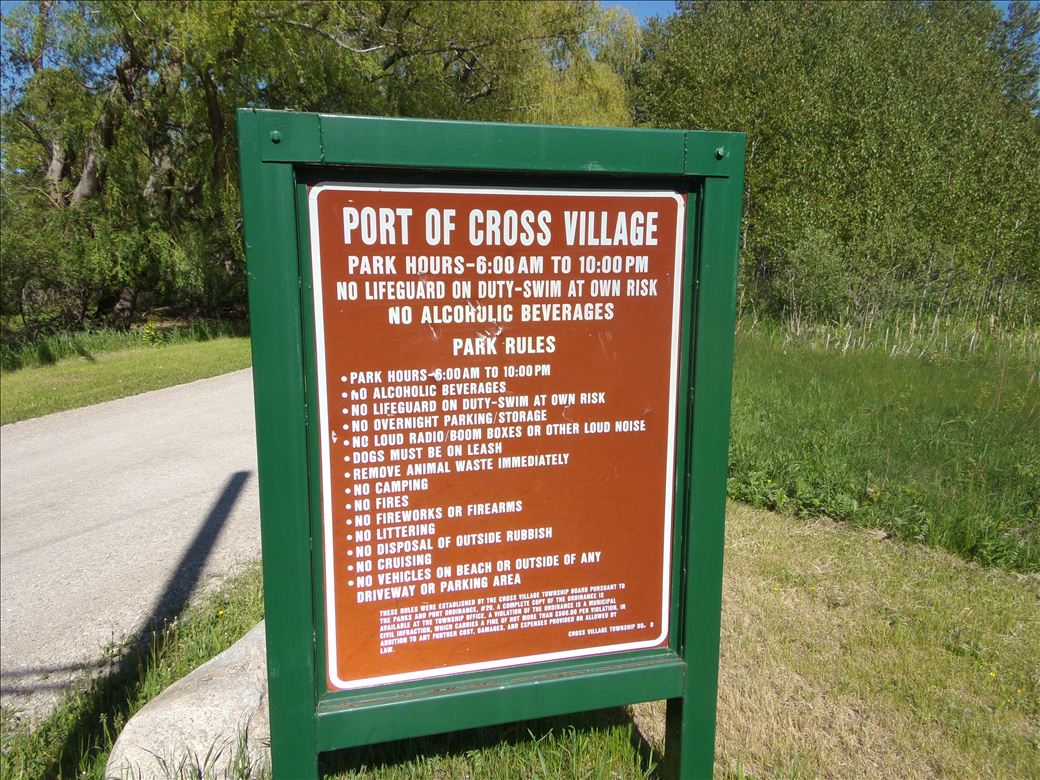 PORT OF CROSS VILLAGE
PARK HOURS-6:00 AM TO 10:00 PM
NO LIFEGUARD ON DUTY-SWIM AT OWN RISK
NO ALCOHOLIC BEVERAGES
PARK RULES
• PARK HOURS-6:00 AM TO 10:00 PM
• NO ALCOHOLIC BEVERAGES
• NO LIFEGUARD ON DUTY-SWIM AT OWN RISK
• NO OVERNIGHT PARKING/STORAGE
• NO LOUD RADIO/BOOM BOXES OR OTHER LOUD NOISE
• DOGS MUST BE ON LEASH
• REMOVE ANIMAL WASTE IMMEDIATELY
• NO CAMPING
• NO FIRES
• NO FIREWORKS OR FIREARMS
• NO LITTERING
• NO DISPOSAL OF OUTSIDE RUBBISH
• NO CRUISING
• NO VEHICLES ON BEACH OR OUTSIDE OF ANY
DRIVEWAY OR PARKING AREA
THESE RULES WERE ESTABLISHED BY THE CROSS VILLAGE TOWNSHIP BOARD PURSUANT TO
THE PARKS AND PORT ORDINANCE, #20. A COMPLETE COPY OF THE ORDINANCE IS
AVAILABLE AT THE TOWNSHIP OFFICE. A VIOLATION OF THE ORDINANCE IS A MUNICIPAL
CIVIL INFRACTION, WHICH CARRIES A FINE OF NOT MORE THAN $500.00 PER VIOLATION, IN
ADDITION TO ANY FURTHER COST, DAMAGES, AND EXPENSES PROVIDED OR ALLOWED BY
LAW.
CROSS VILLAGE TOWNSHIP